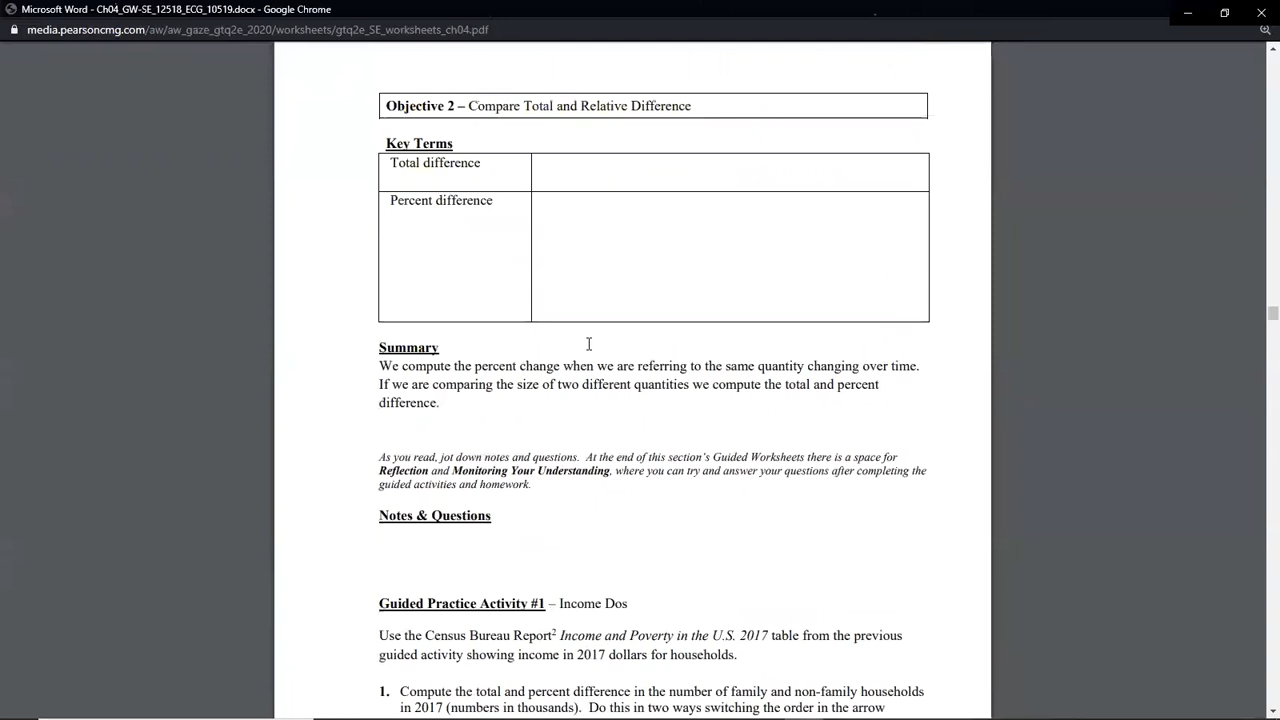 Microsoft Word - Ch04_GW-SE_12518_ECG_10519.docx - Google Chrome
media.pearsoncmg.com/aw/aw_gaze_gtq2e_2020/worksheets/gtq2e_SE_worksheets_ch04.pdf
Objective 2 – Compare Total and Relative Difference
Key Terms
Total difference
Percent difference
Summary
We compute the percent change when we are referring to the same quantity changing over time.
If we are comparing the size of two different quantities we compute the total and percent
difference.
As you read, jot down notes and questions. At the end of this section's Guided Worksheets there is a space for
Reflection and Monitoring Your Understanding, where you can try and answer your questions after completing the
guided activities and homework.
Notes & Questions
Guided Practice Activity #1 – Income Dos
Use the Census Bureau Report² Income and Poverty in the U.S. 2017 table from the previous
guided activity showing income in 2017 dollars for households.
1. Compute the total and percent difference in the number of family and non-family households
in 2017 (numbers in thousands). Do this in two ways switching the order in the arrow